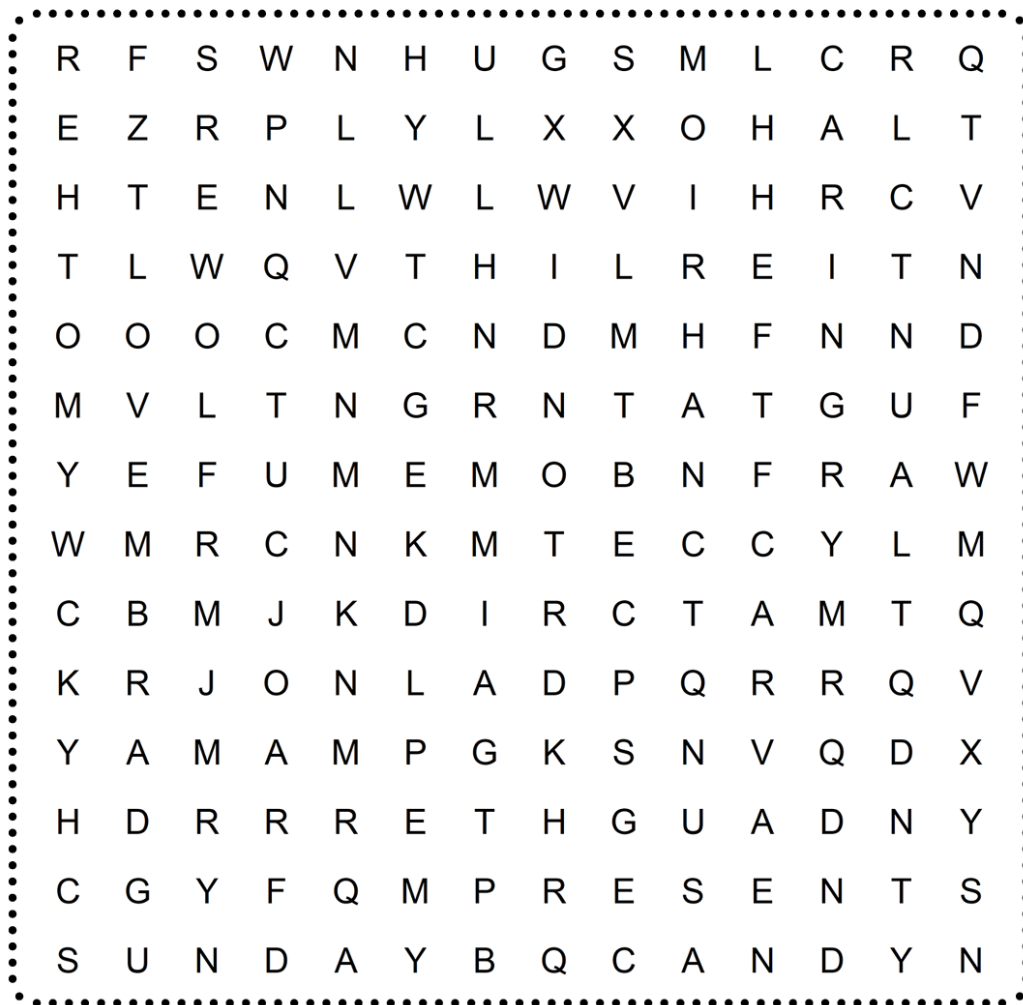 R F S W N H U G S M L C R Q
E Z R P L Y L X X O H A L T
H T E N L W L W V I H R C V
T L W Q V T H I L R E I T N
O O O C M C N D M H F N N D
M V L T N G R N T A T G U F
Y E F U M E M O B N F R A W
W M R C N K M T E C C Y L M
C B M J K D I R C T A M T Q
K R J O N L A D P Q R R Q V
Y A M A M P G K S N V Q D X
H D R R R E T H G U A D N Y
C G Y F Q M P R E S E N T S
S U N D A Y B Q C A N D Y N